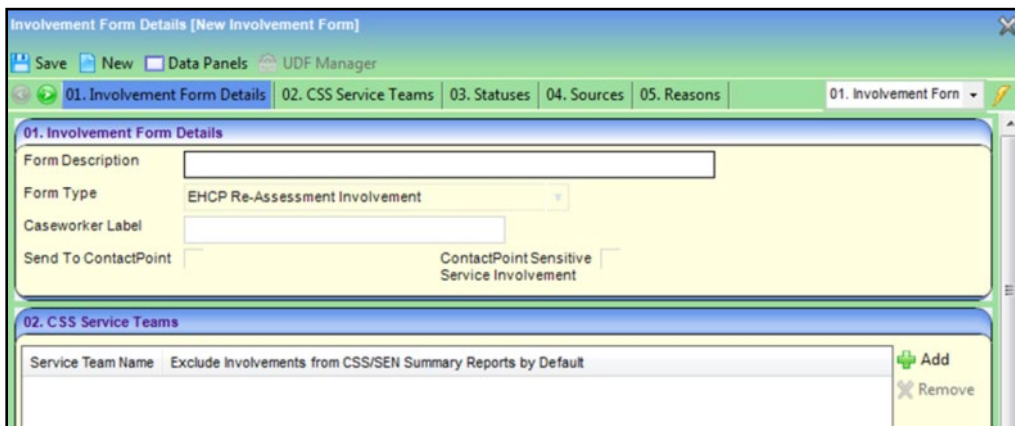 Involvement Form Details [New Involvement Form]
Save New Data Panels UDF Manager
01. Involvement Form Details 02. CSS Service Teams 03. Statuses 04. Sources 05. Reasons 01. Involvement Forn
01. Involvement Form Details
Form Description
Form Type EHCP Re-Assessment Involvement
Caseworker Label
Send To ContactPoint ContactPoint Sensitive
Service Involvement
02. CSS Service Teams
Service Team Name Exclude Involvements from CSS/SEN Summary Reports by Default Add
Remove